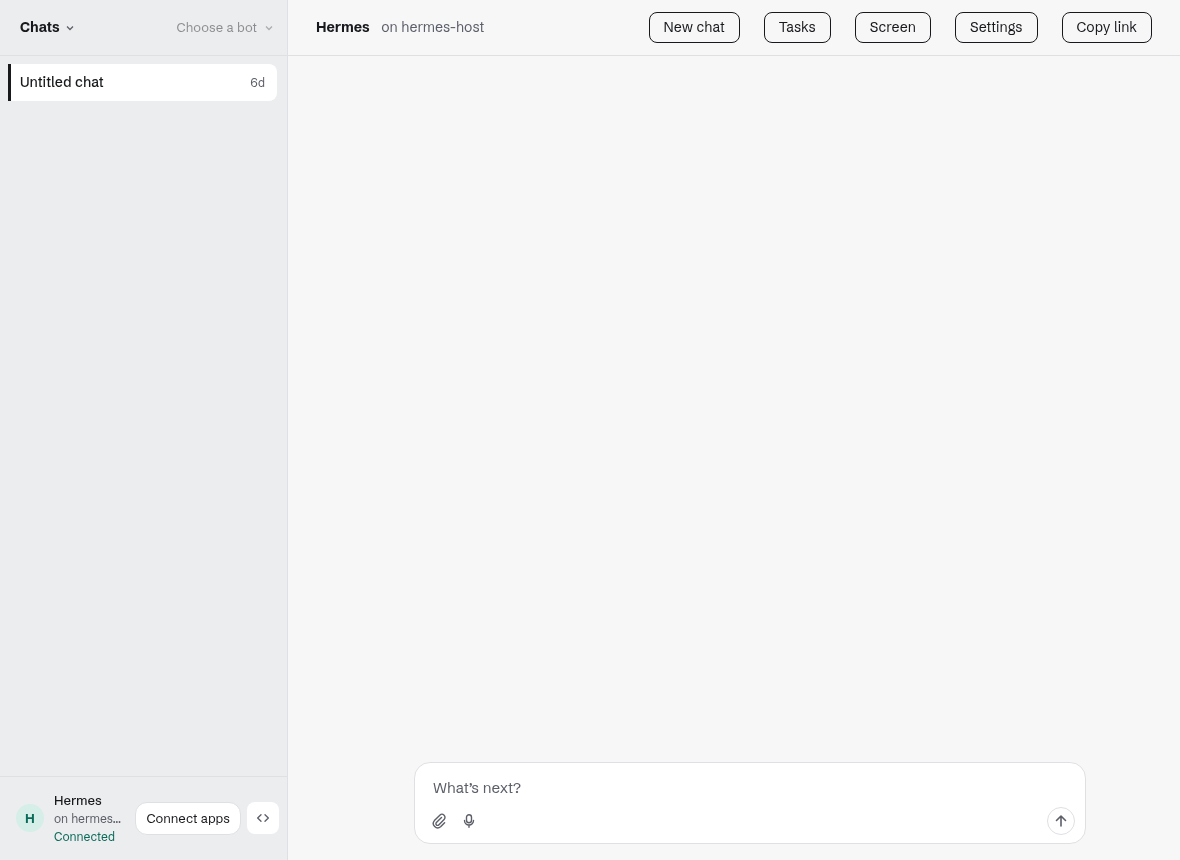 Chats
Choose a bot
Hermes on hermes-host
New chat
Tasks
Screen
Settings
Copy link
Untitled chat 6d
What's next?
H
Hermes
on hermes...
Connected
Connect apps